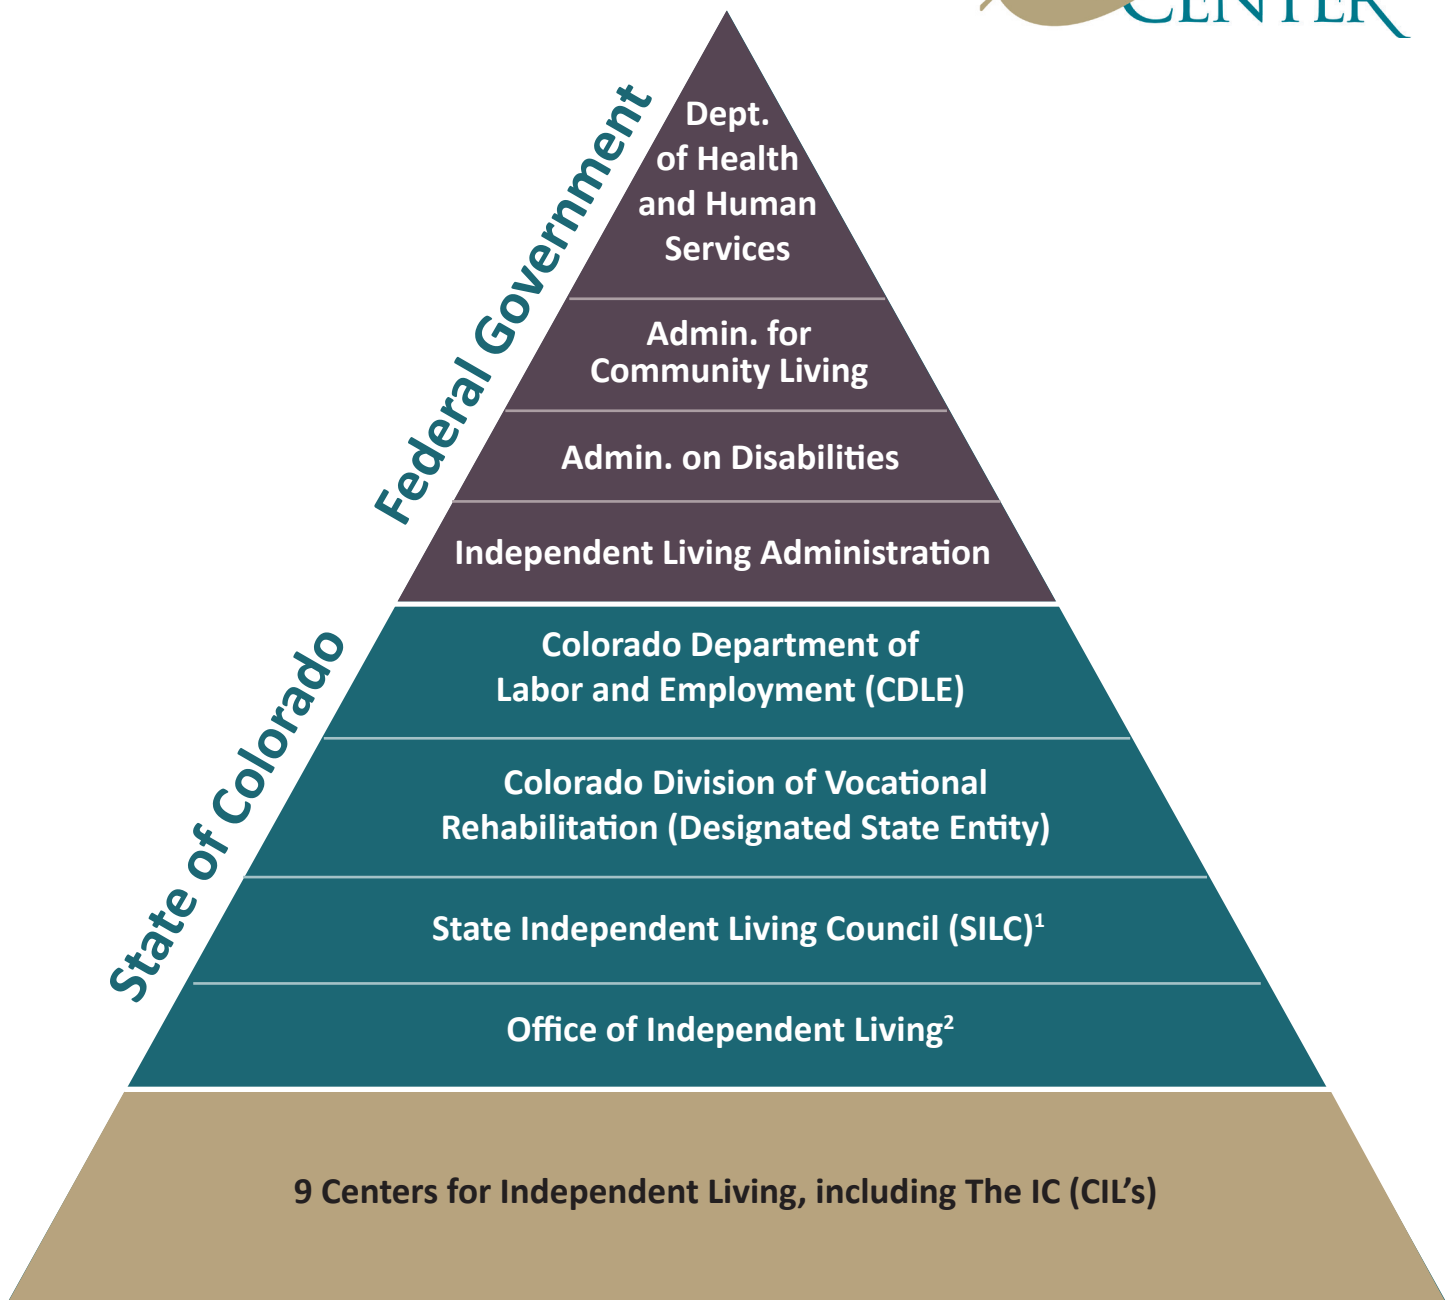 CENTER
Dept.
of Health
and Human
Services
Federal Government
Admin. for
Community Living
Admin. on Disabilities
Independent Living Administration
State of Colorado
Colorado Department of
Labor and Employment (CDLE)
Colorado Division of Vocational
Rehabilitation (Designated State Entity)
State Independent Living Council (SILC)¹
Office of Independent Living²
9 Centers for Independent Living, including The IC (CIL’s)